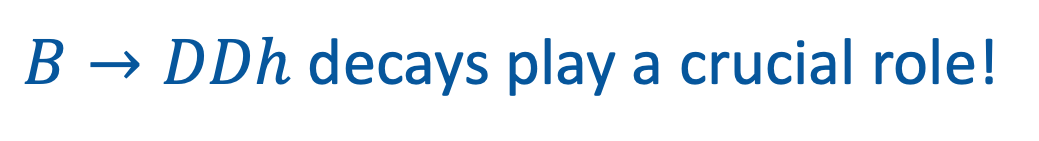 B → DDh decays play a crucial role!